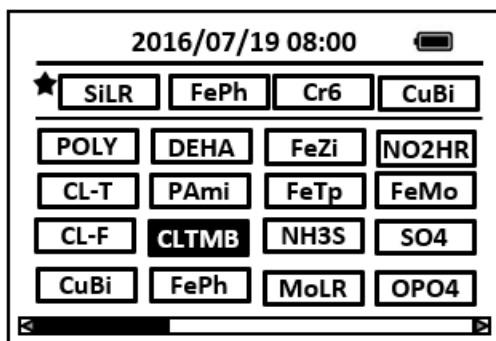 2016/07/19 08:00
SiLR FePh Cr6 CuBi
POLY DEHA FeZi NO2HR
CL-T PAmi FeTp FeMo
CL-F CLTMB NH3S SO4
CuBi FePh MoLR OPO4